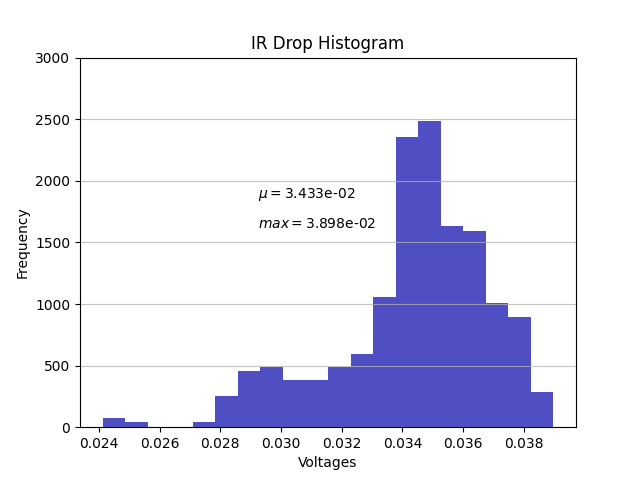 IR Drop Histogram
3000
2500
2000
1500
1000
500
0
Frequency
μ = 3.433e-02
max = 3.898e-02
0.024 0.026 0.028 0.030 0.032 0.034 0.036 0.038
Voltages